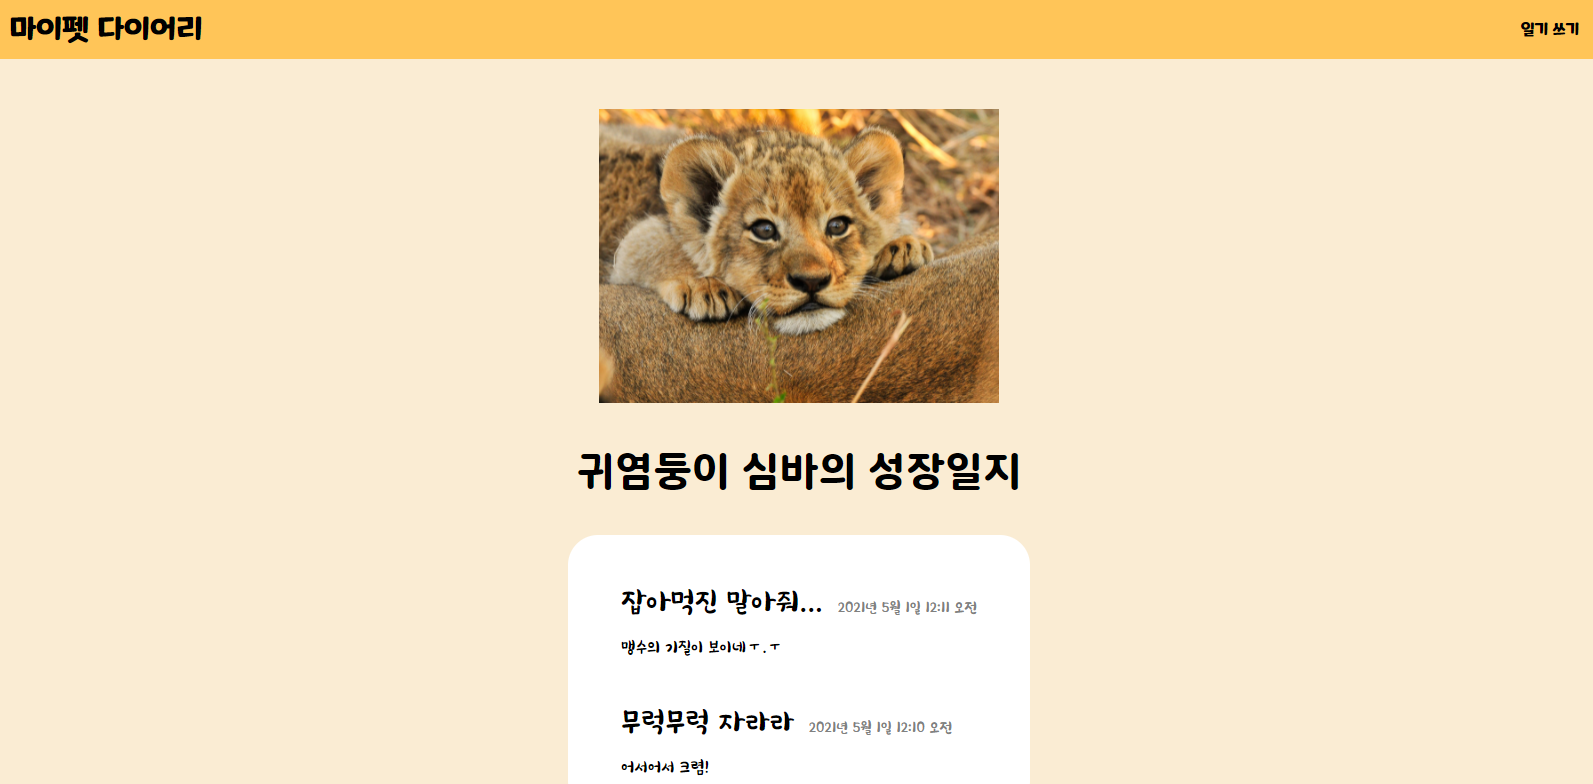 마이펫 다이어리
일기 쓰기
귀염둥이 심바의 성장일지
잡아먹진 말아줘... 2021년 5월 1일 12:11 오전
맹수의 기질이 보이네ㅜ.ㅜ
무럭무럭 자라라 2021년 5월 1일 12:10 오전
어서어서 크렴!